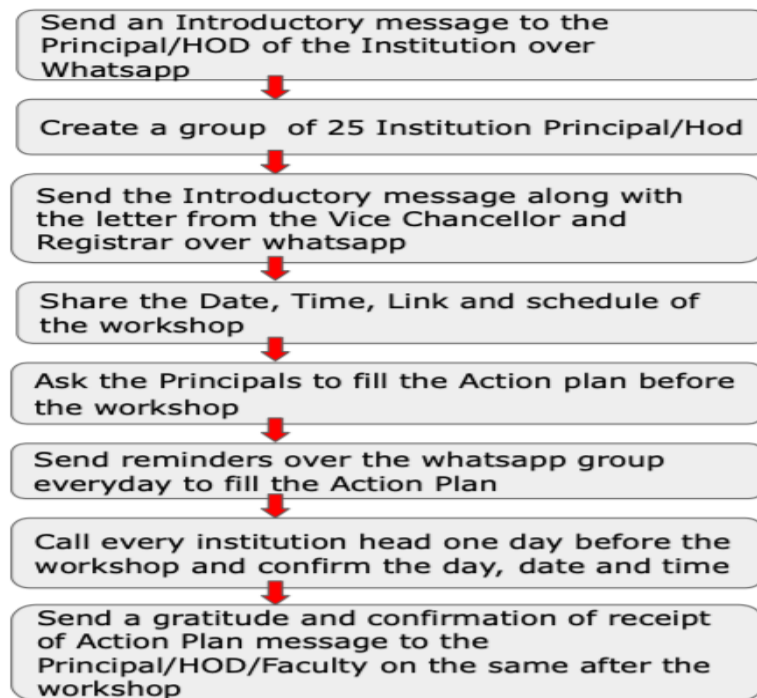 Send an Introductory message to the
Principal/HOD of the Institution over
Whatsapp
Create a group of 25 Institution Principal/Hod
Send the Introductory message along with
the letter from the Vice Chancellor and
Registrar over whatsapp
Share the Date, Time, Link and schedule of
the workshop
Ask the Principals to fill the Action plan before
the workshop
Send reminders over the whatsapp group
everyday to fill the Action Plan
Call every institution head one day before the
workshop and confirm the day, date and time
Send a gratitude and confirmation of receipt
of Action Plan message to the
Principal/HOD/Faculty on the same after the
workshop